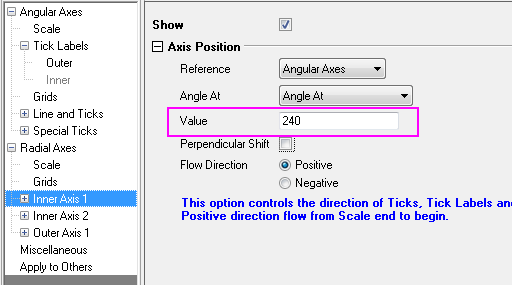 Angular Axes
Scale
Tick Labels
Outer
Inner
Grids
Line and Ticks
Special Ticks
Radial Axes
Scale
Grids
Inner Axis 1
Inner Axis 2
Outer Axis 1
Miscellaneous
Apply to Others
Show
Axis Position
Reference Angular Axes
Angle At Angle At
Value 240
Perpendicular Shift
Flow Direction Positive
Negative
This option controls the direction of Ticks, Tick Labels and
Positive direction flow from Scale end to begin.